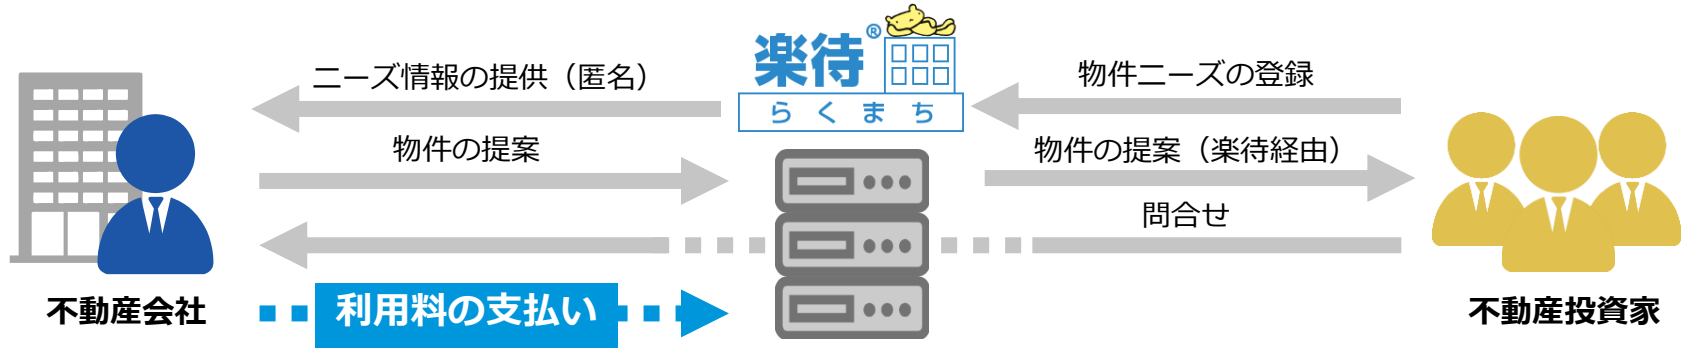 楽待®
らくまち
ニーズ情報の提供（匿名）
物件ニーズの登録
物件の提案
物件の提案（楽待経由）
問合せ
利用料の支払い
不動産会社
不動産投資家